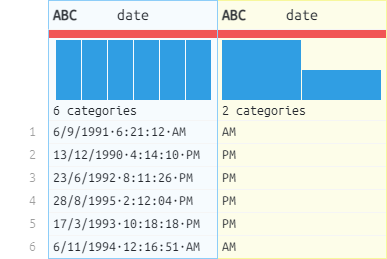 ABC date ABC date
6 categories 2 categories
1 6/9/1991·6:21:12·AM AM
2 13/12/1990·4:14:10·PM PM
3 23/6/1992·8:11:26·PM PM
4 28/8/1995·2:12:04·PM PM
5 17/3/1993·10:18:18·PM PM
6 6/11/1994·12:16:51·AM AM